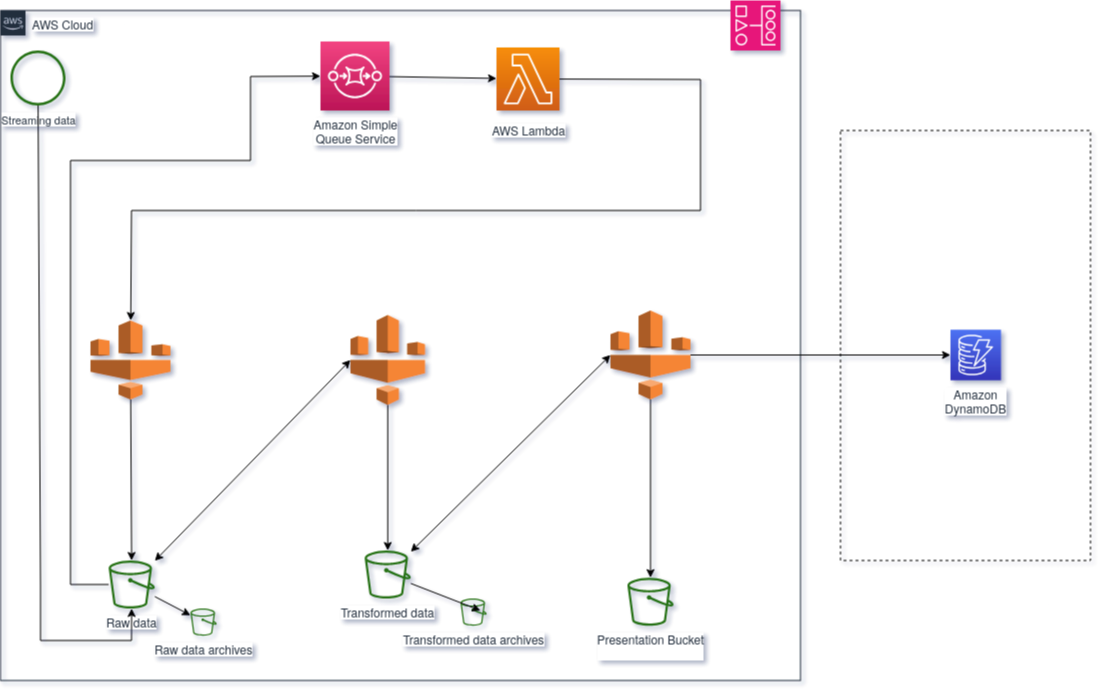 aws
AWS Cloud
Streaming data
Amazon Simple
Queue Service
AWS Lambda
Amazon
DynamoDB
Raw data
Raw data archives
Transformed data
Transformed data archives
Presentation Bucket